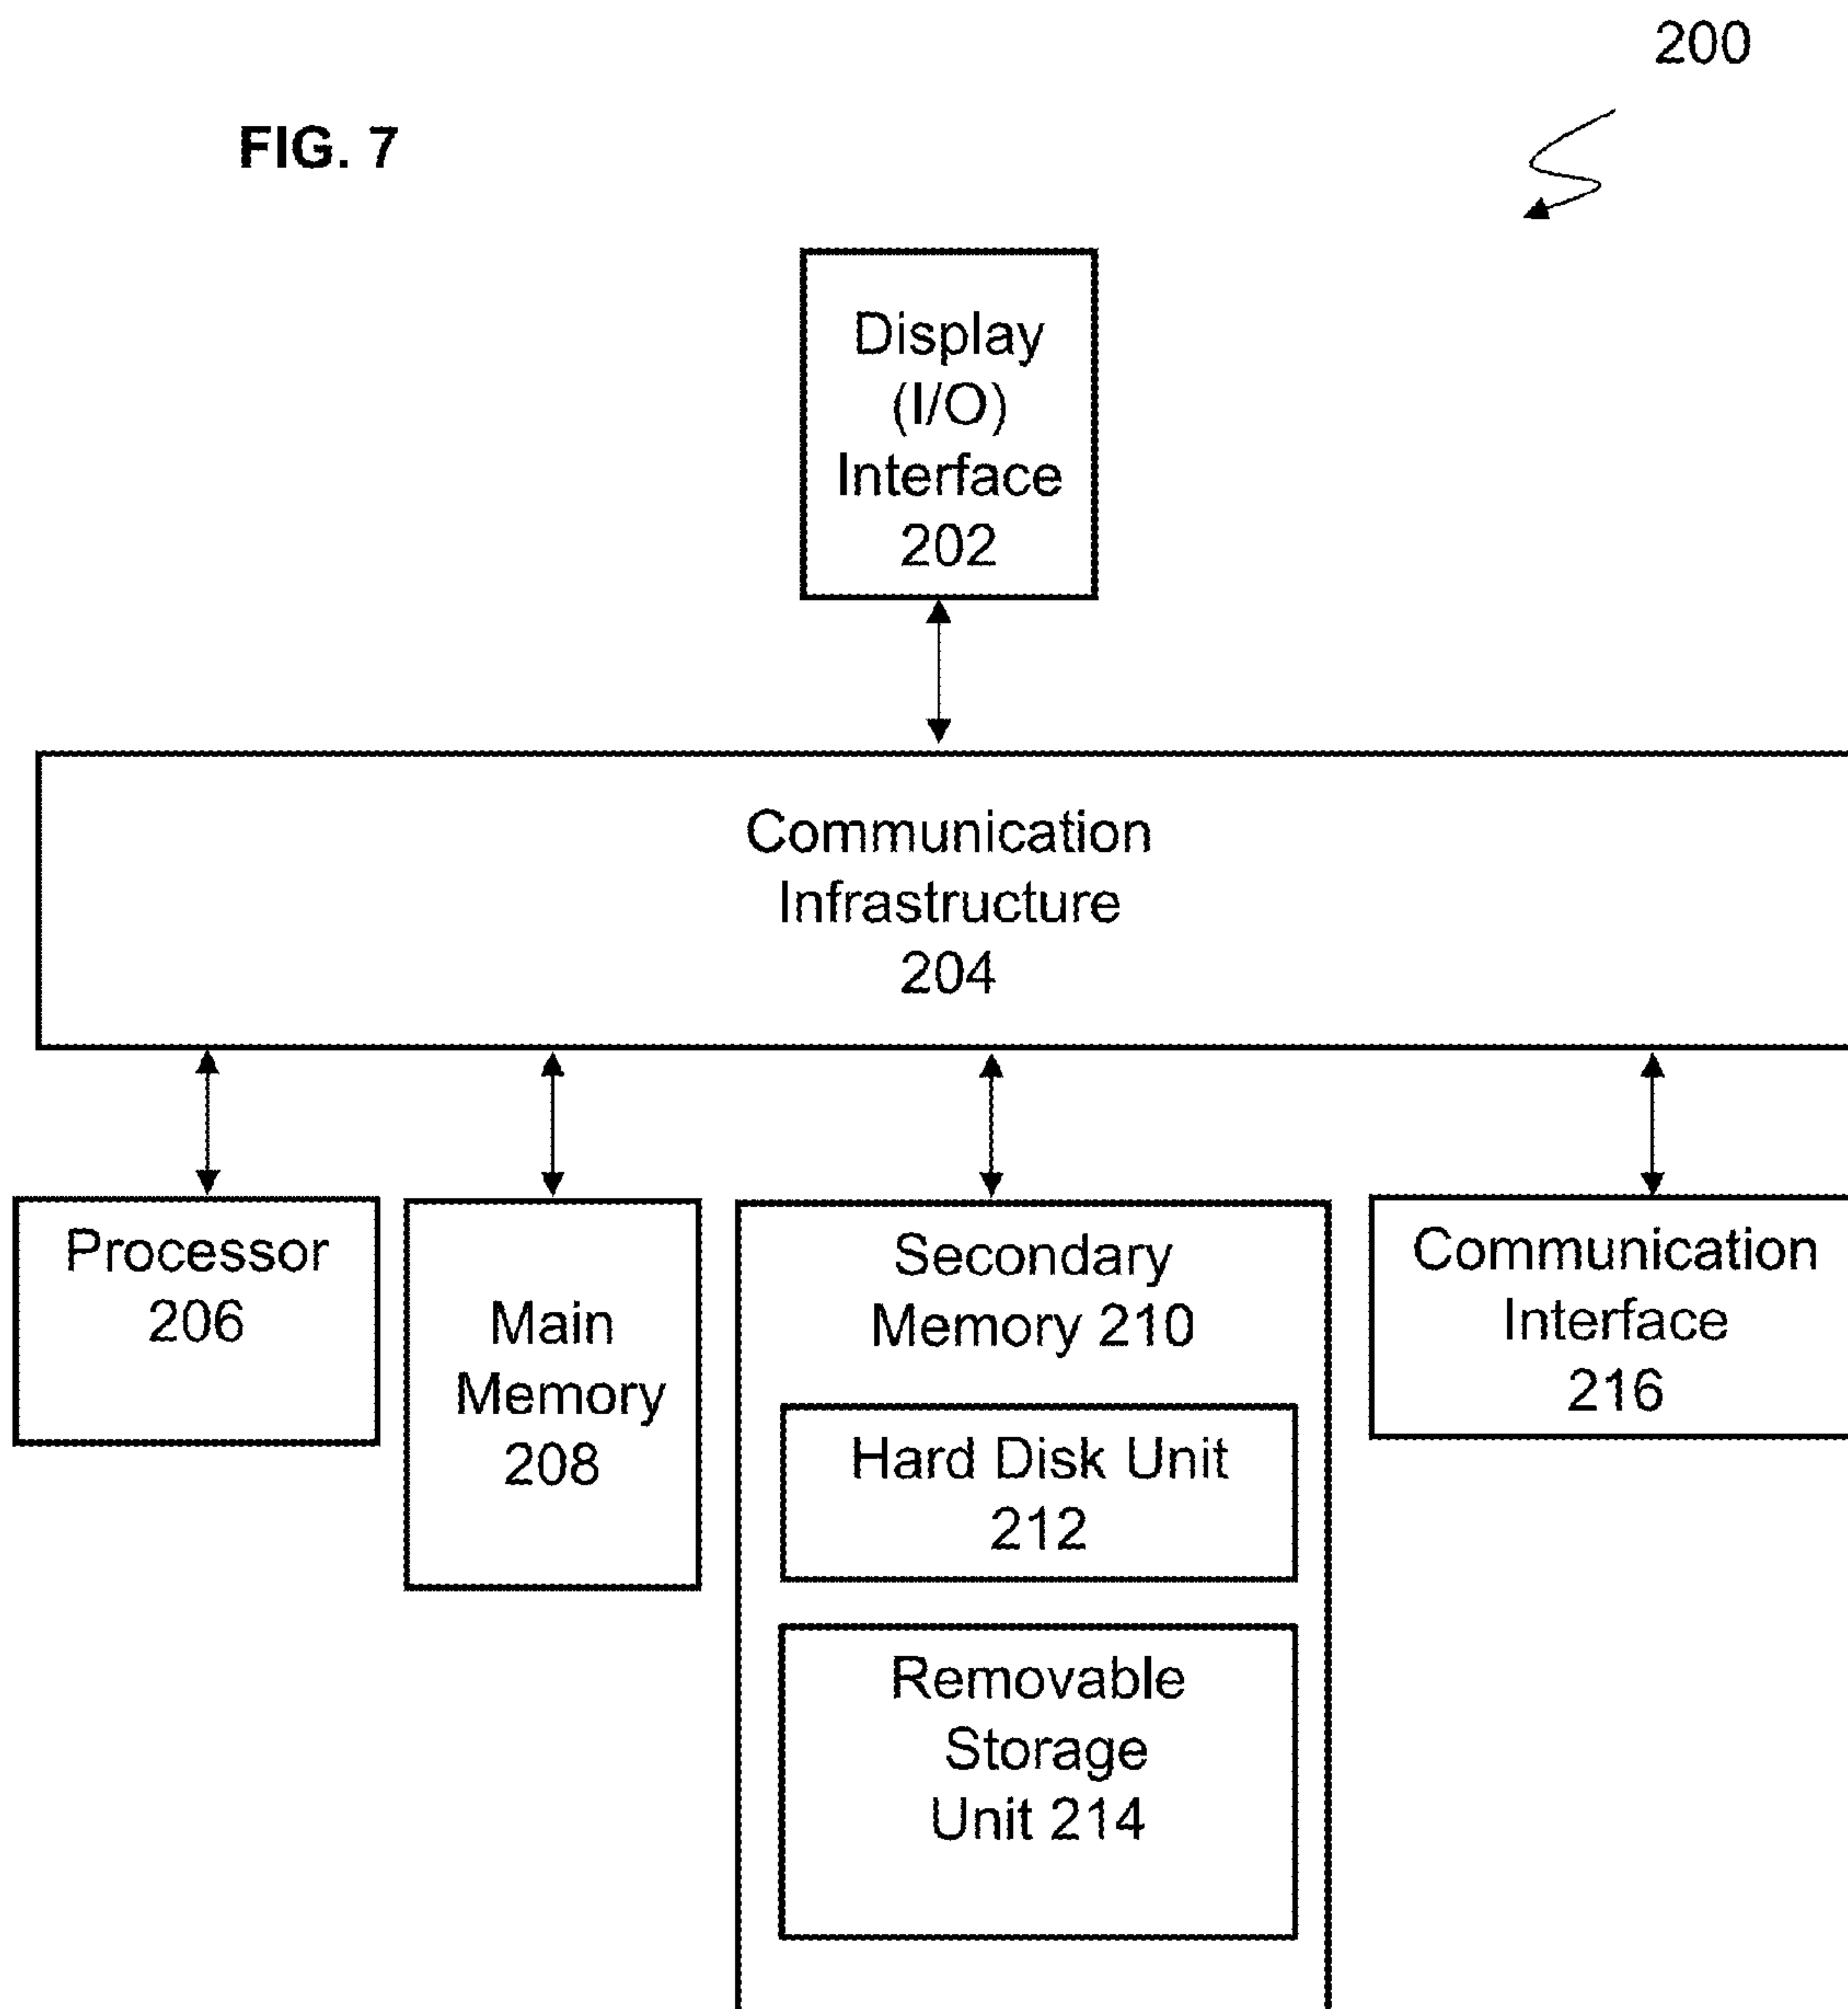 200
FIG. 7
Display
(I/O)
Interface
202
Communication
Infrastructure
204
Processor
206
Main
Memory
208
Secondary
Memory 210
Hard Disk Unit
212
Removable
Storage
Unit 214
Communication
Interface
216